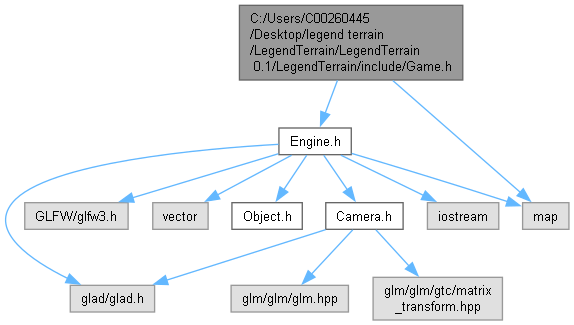 C:/Users/C00260445
/Desktop/legend terrain
/LegendTerrain/LegendTerrain
0.1/LegendTerrain/include/Game.h
Engine.h
GLFW/glfw3.h
vector
Object.h
Camera.h
iostream
map
glad/glad.h
glm/glm/glm.hpp
glm/glm/gtc/matrix
_transform.hpp